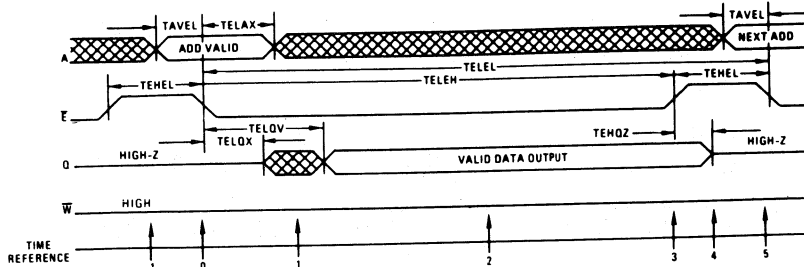 TAVEL TELAX TAVEL
A ADD VALID NEXT ADD
TELEL
TEHEL TELEH TEHEL
E
TELQV
TELQX TEHQZ
Q HIGH-Z VALID DATA OUTPUT HIGH-Z
W HIGH
TIME
REFERENCE
-1 0 1 2 3 4 5